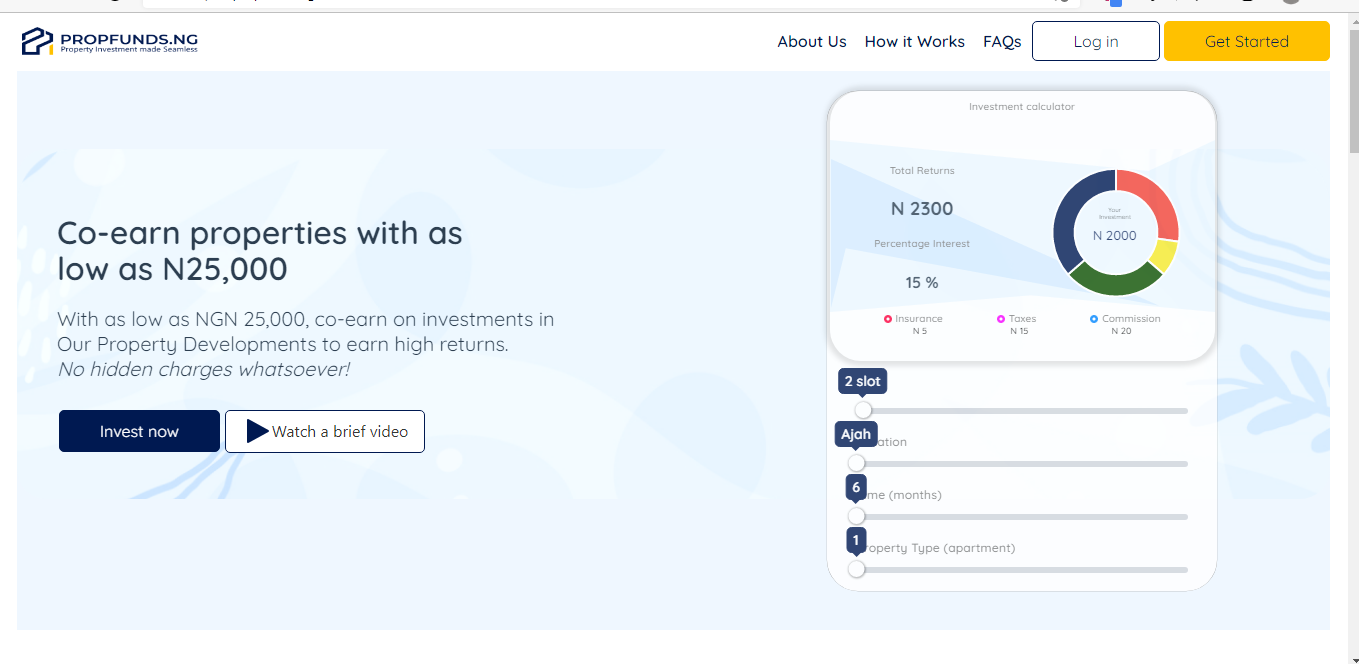 PROPFUNDS.NG
Property Investment made Seamless
About Us
How it Works
FAQs
Log in
Get Started
Co-earn properties with as
low as N25,000
With as low as NGN 25,000, co-earn on investments in
Our Property Developments to earn high returns.
No hidden charges whatsoever!
Invest now
Watch a brief video
Investment calculator
Total Returns
N 2300
Percentage Interest
15 %
Your
Investment
N 2000
Insurance
N 5
Taxes
N 15
Commission
N 20
2 slot
Ajah
ation
6
me (months)
1
roperty Type (apartment)